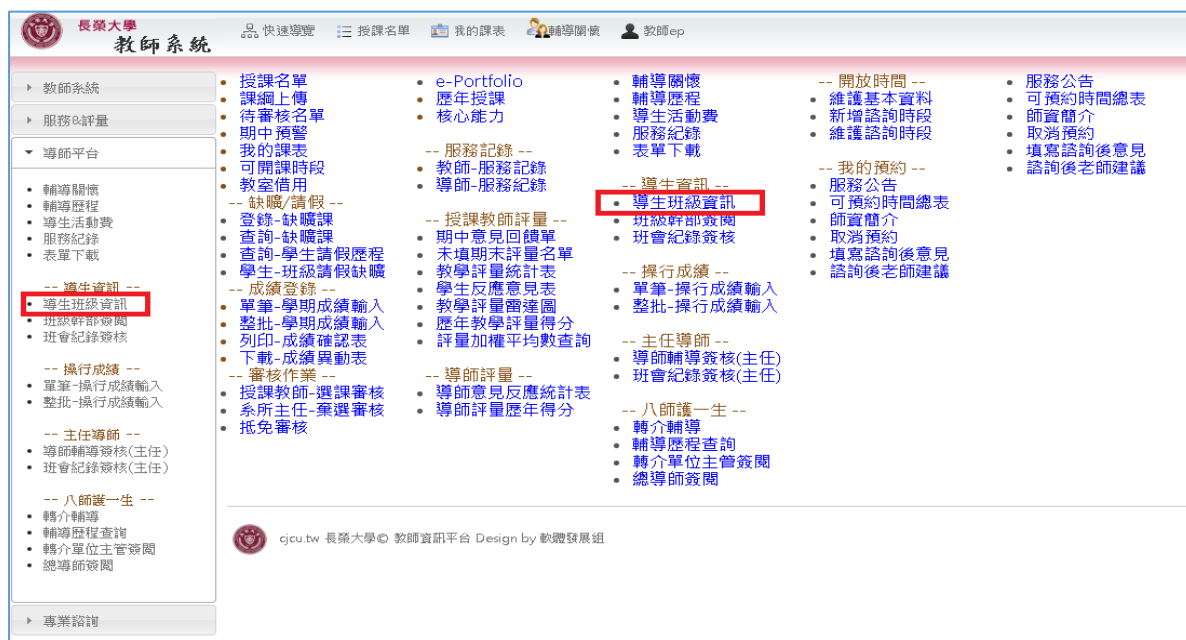 長榮大學
教師系統
快速導覽
授課名單
我的課表
輔導關懷
教師ep
教師系統
服務&評量
導師平台
輔導關懷
輔導歷程
導生活動費
服務紀錄
表單下載
-- 導生資訊 --
導生班級資訊
班級幹部簽閱
班會紀錄簽核
-- 操行成績 --
單筆-操行成績輸入
整批-操行成績輸入
-- 主任導師 --
導師輔導簽核(主任)
班會紀錄簽核(主任)
-- 八師護一生 --
轉介輔導
輔導歷程查詢
轉介單位主管簽閱
總導師簽閱
專業諮詢
授課名單
課綱上傳
待審核名單
期中預警
我的課表
可開課時段
教室借用
-- 缺曠/請假 --
登錄-缺曠課
查詢-缺曠課
查詢-學生請假歷程
學生-班級請假缺曠
-- 成績登錄 --
單筆-學期成績輸入
整批-學期成績輸入
列印-成績確認表
下載-成績異動表
-- 審核作業 --
授課教師-選課審核
系所主任-棄選審核
抵免審核
e-Portfolio
歷年授課
核心能力
-- 服務記錄 --
教師-服務記錄
導師-服務紀錄
-- 授課教師評量 --
期中意見回饋單
未填期末評量名單
教學評量統計表
學生反應意見表
教學評量雷達圖
歷年教學評量得分
評量加權平均數查詢
-- 導師評量 --
導師意見反應統計表
導師評量歷年得分
輔導關懷
輔導歷程
導生活動費
服務紀錄
表單下載
-- 導生資訊 --
導生班級資訊
班級幹部簽閱
班會紀錄簽核
-- 操行成績 --
單筆-操行成績輸入
整批-操行成績輸入
-- 主任導師 --
導師輔導簽核(主任)
班會紀錄簽核(主任)
-- 八師護一生 --
轉介輔導
輔導歷程查詢
轉介單位主管簽閱
總導師簽閱
-- 開放時間 --
維護基本資料
新增諮詢時段
維護諮詢時段
-- 我的預約 --
服務公告
可預約時間總表
師資簡介
取消預約
填寫諮詢後意見
諮詢後老師建議
服務公告
可預約時間總表
師資簡介
取消預約
填寫諮詢後意見
諮詢後老師建議
cjcu.tw 長榮大學© 教師資訊平台 Design by 軟體發展組